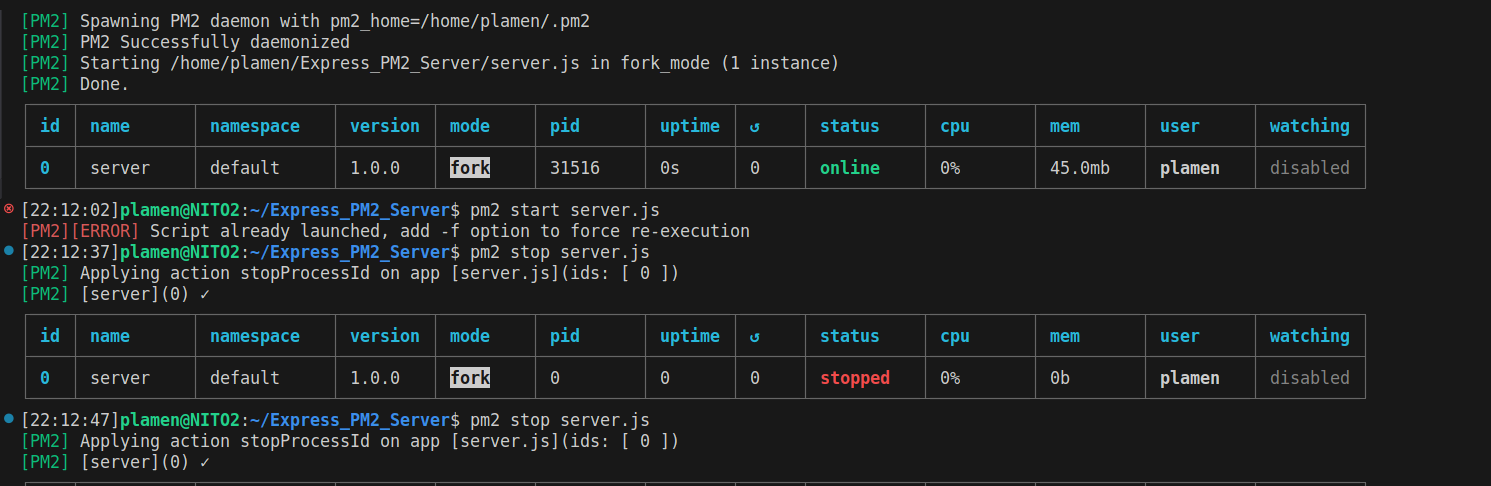 [PM2] Spawning PM2 daemon with pm2_home=/home/plamen/.pm2
[PM2] PM2 Successfully daemonized
[PM2] Starting /home/plamen/Express_PM2_Server/server.js in fork_mode (1 instance)
[PM2] Done.
id name namespace version mode pid uptime ↺ status cpu mem user watching
0 server default 1.0.0 fork 31516 0s 0 online 0% 45.0mb plamen disabled
[22:12:02]plamen@NITO2:~/Express_PM2_Server$ pm2 start server.js
[PM2][ERROR] Script already launched, add -f option to force re-execution
[22:12:37]plamen@NITO2:~/Express_PM2_Server$ pm2 stop server.js
[PM2] Applying action stopProcessId on app [server.js](ids: [ 0 ])
[PM2] [server](0) ✓
id name namespace version mode pid uptime ↺ status cpu mem user watching
0 server default 1.0.0 fork 0 0 0 stopped 0% 0b plamen disabled
[22:12:47]plamen@NITO2:~/Express_PM2_Server$ pm2 stop server.js
[PM2] Applying action stopProcessId on app [server.js](ids: [ 0 ])
[PM2] [server](0) ✓